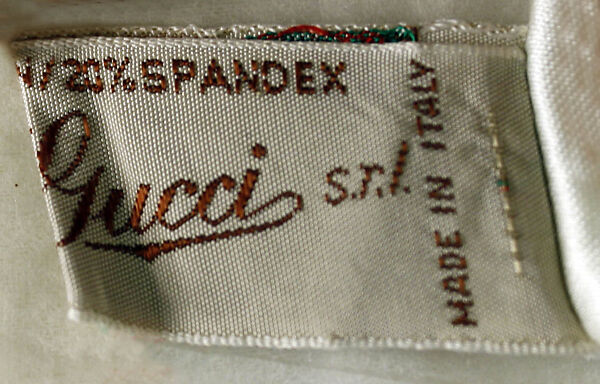 /20% SPANDEX
Gucci s.r.l.
MADE IN ITALY